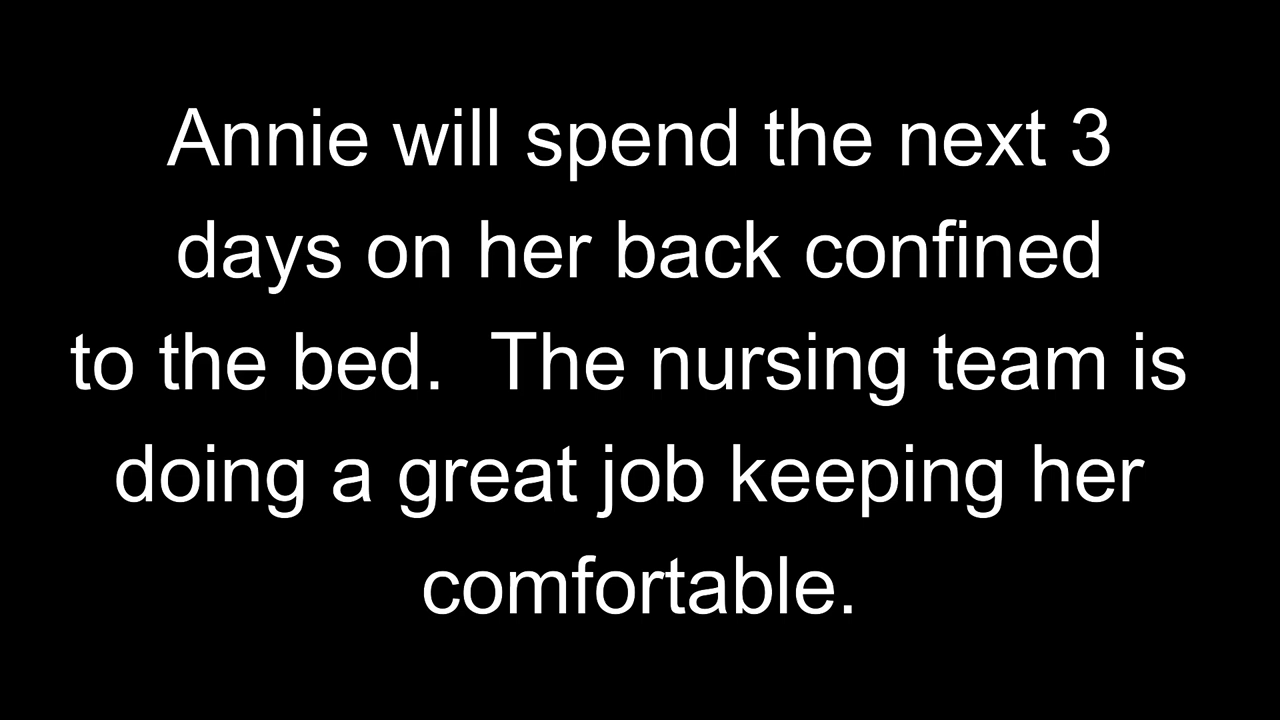 Annie will spend the next 3
days on her back confined
to the bed.  The nursing team is
doing a great job keeping her
comfortable.